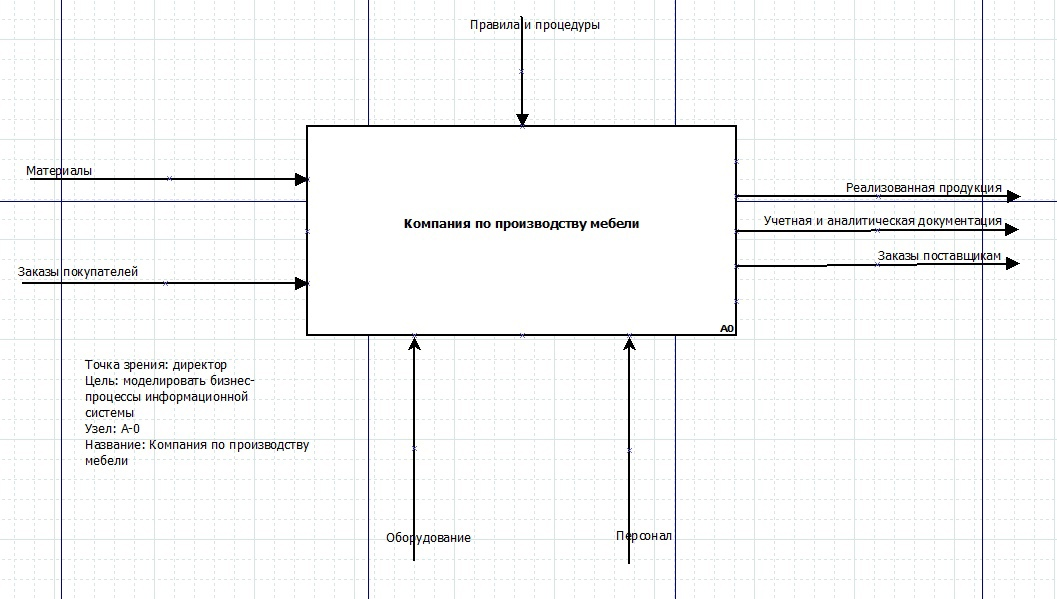 Правила и процедуры
Материалы
Реализованная продукция
Учетная и аналитическая документация
Компания по производству мебели
Заказы поставщикам
Заказы покупателей
A0
Точка зрения: директор
Цель: моделировать бизнес-
процессы информационной
системы
Узел: А-0
Название: Компания по производству
мебели
Оборудование
Персонал